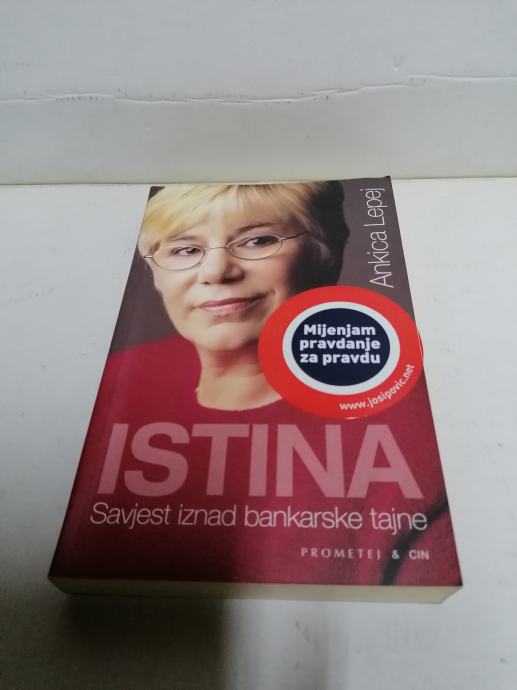 Ankica Lepej
Mijenjam
pravdanje
za pravdu
www.josipovic.net
ISTINA
Savjest iznad bankarske tajne
PROMETEJ & CIN